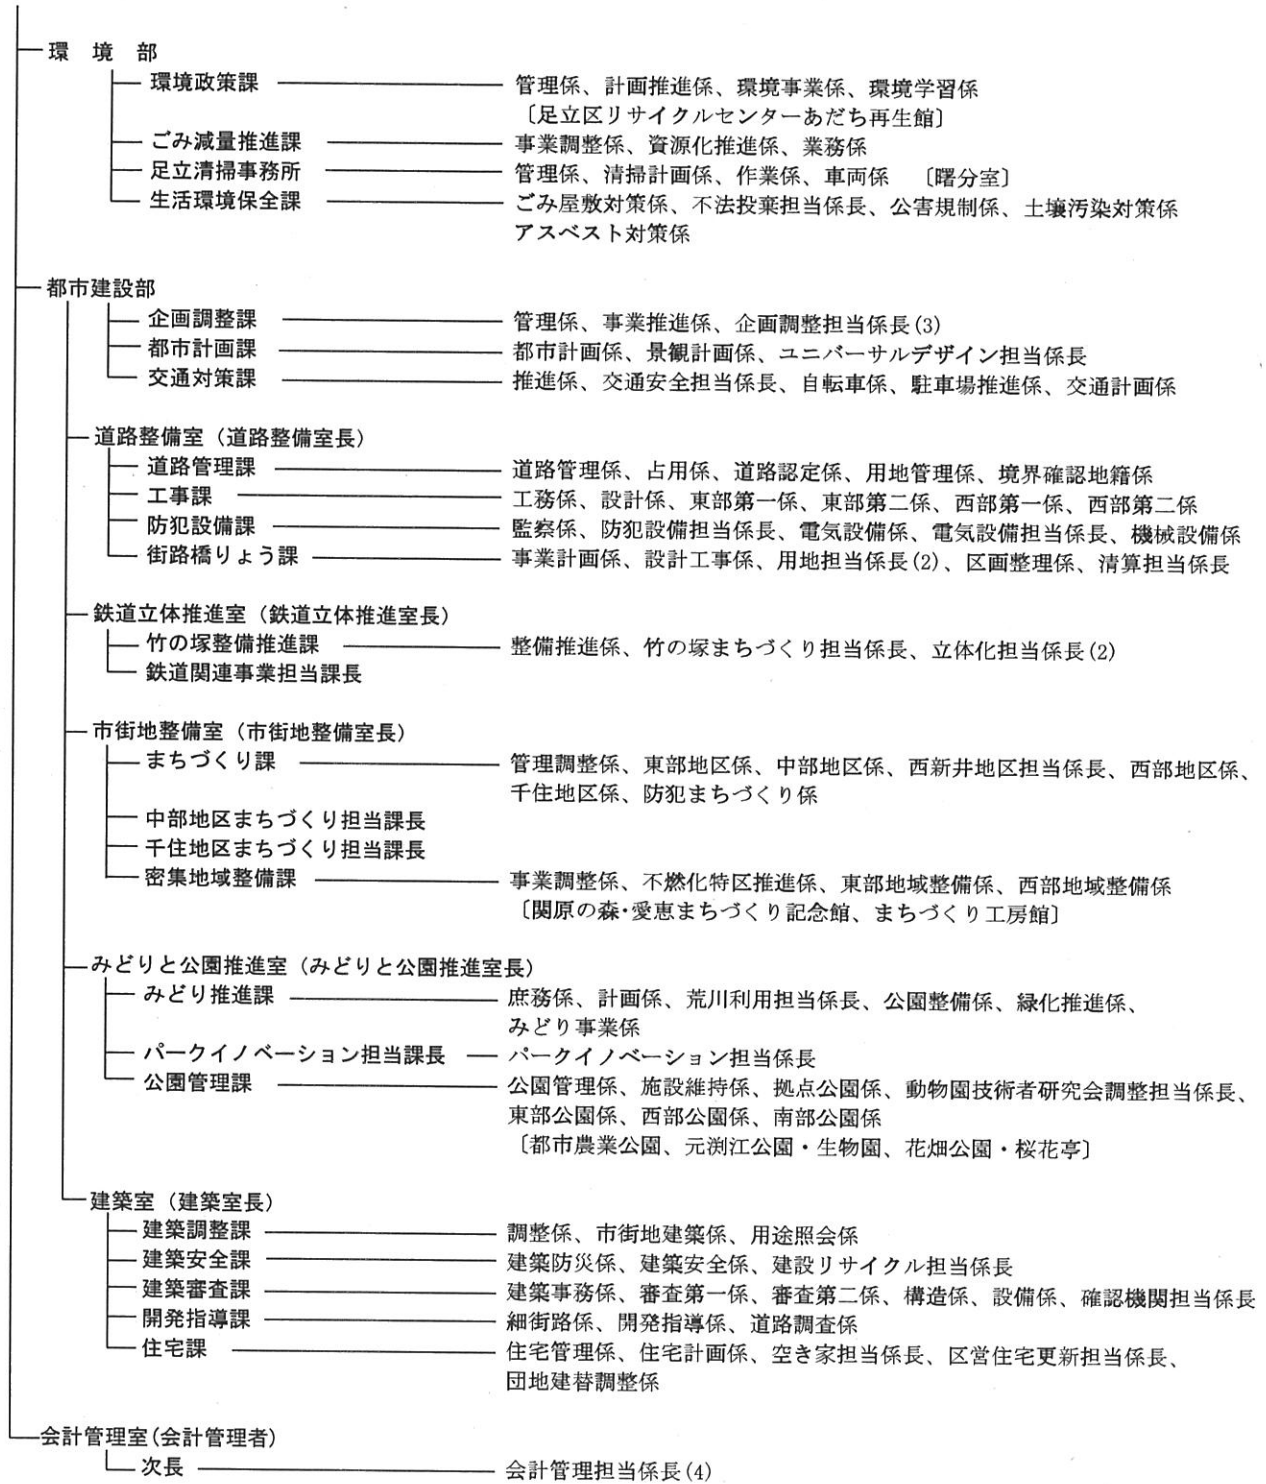 環境部
環境政策課 管理係、計画推進係、環境事業係、環境学習係
〔足立区リサイクルセンターあだち再生館〕
ごみ減量推進課 事業調整係、資源化推進係、業務係
足立清掃事務所 管理係、清掃計画係、作業係、車両係 〔曙分室〕
生活環境保全課 ごみ屋敷対策係、不法投棄担当係長、公害規制係、土壌汚染対策係
アスベスト対策係
都市建設部
企画調整課 管理係、事業推進係、企画調整担当係長(3)
都市計画課 都市計画係、景観計画係、ユニバーサルデザイン担当係長
交通対策課 推進係、交通安全担当係長、自転車係、駐車場推進係、交通計画係
道路整備室（道路整備室長）
道路管理課 道路管理係、占用係、道路認定係、用地管理係、境界確認地籍係
工事課 工務係、設計係、東部第一係、東部第二係、西部第一係、西部第二係
防犯設備課 監察係、防犯設備担当係長、電気設備係、電気設備担当係長、機械設備係
街路橋りょう課 事業計画係、設計工事係、用地担当係長(2)、区画整理係、清算担当係長
鉄道立体推進室（鉄道立体推進室長）
竹の塚整備推進課 整備推進係、竹の塚まちづくり担当係長、立体化担当係長(2)
鉄道関連事業担当課長
市街地整備室（市街地整備室長）
まちづくり課 管理調整係、東部地区係、中部地区係、西新井地区担当係長、西部地区係、
千住地区係、防犯まちづくり係
中部地区まちづくり担当課長
千住地区まちづくり担当課長
密集地域整備課 事業調整係、不燃化特区推進係、東部地域整備係、西部地域整備係
〔関原の森・愛恵まちづくり記念館、まちづくり工房館〕
みどりと公園推進室（みどりと公園推進室長）
みどり推進課 庶務係、計画係、荒川利用担当係長、公園整備係、緑化推進係、
みどり事業係
パークイノベーション担当課長 パークイノベーション担当係長
公園管理課 公園管理係、施設維持係、拠点公園係、動物園技術者研究会調整担当係長、
東部公園係、西部公園係、南部公園係
〔都市農業公園、元渕江公園・生物園、花畑公園・桜花亭〕
建築室（建築室長）
建築調整課 調整係、市街地建築係、用途照会係
建築安全課 建築防災係、建築安全係、建設リサイクル担当係長
建築審査課 建築事務係、審査第一係、審査第二係、構造係、設備係、確認機関担当係長
開発指導課 細街路係、開発指導係、道路調査係
住宅課 住宅管理係、住宅計画係、空き家担当係長、区営住宅更新担当係長、
団地建替調整係
会計管理室(会計管理者)
次長 会計管理担当係長(4)